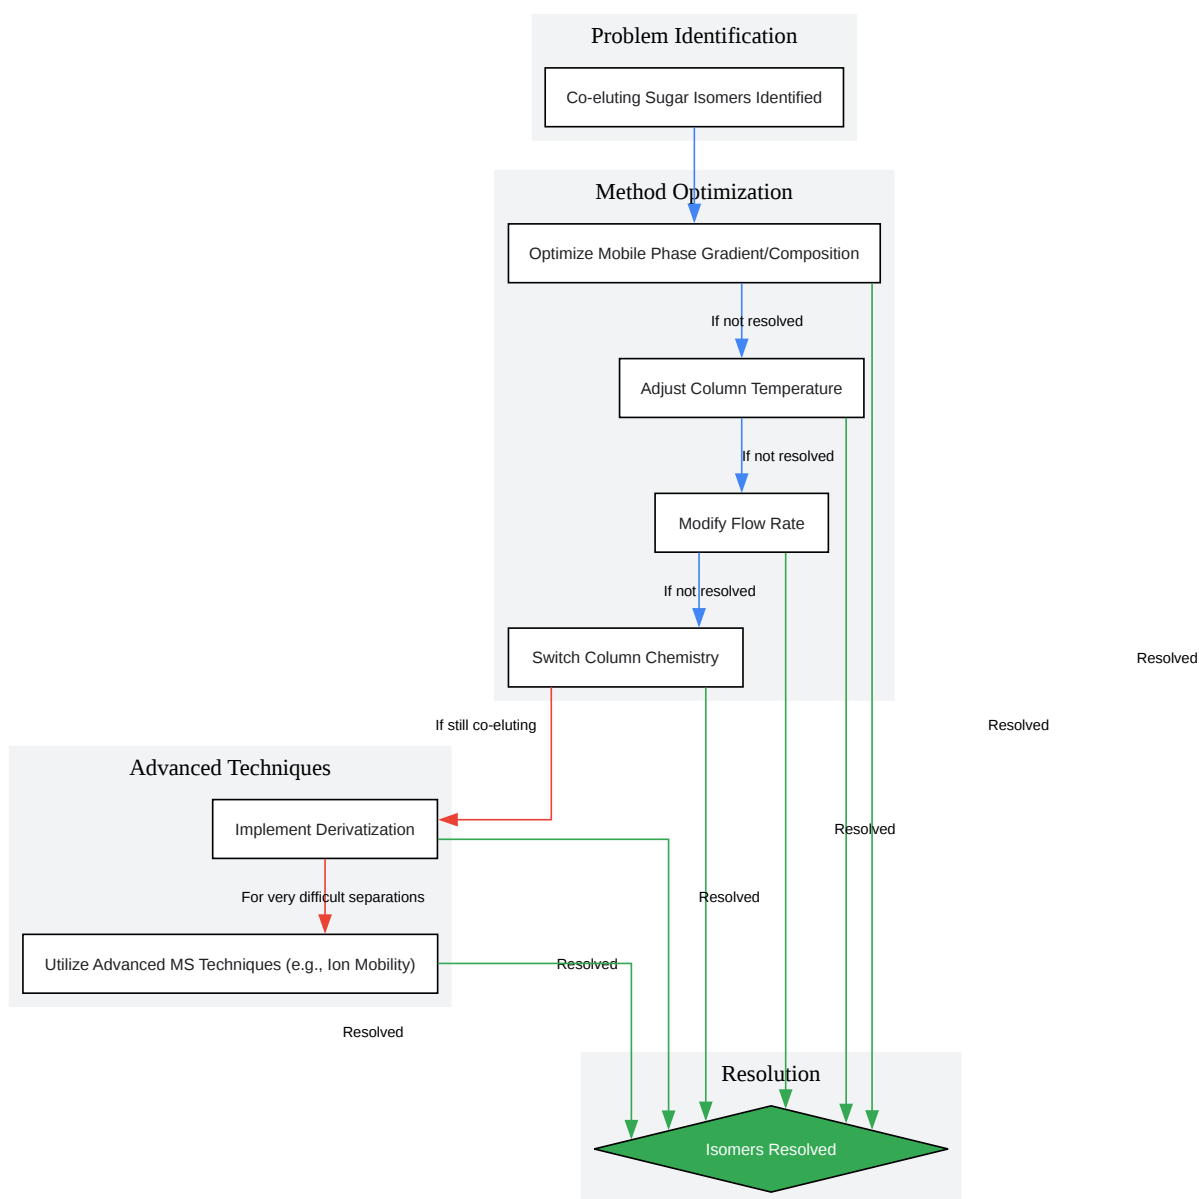 Problem Identification
Co-eluting Sugar Isomers Identified
Method Optimization
Optimize Mobile Phase Gradient/Composition
If not resolved
Adjust Column Temperature
If not resolved
Modify Flow Rate
If not resolved
Switch Column Chemistry
Resolved
If still co-eluting
Resolved
Advanced Techniques
Implement Derivatization
Resolved
For very difficult separations
Resolved
Utilize Advanced MS Techniques (e.g., Ion Mobility)
Resolved
Resolved
Resolution
Isomers Resolved